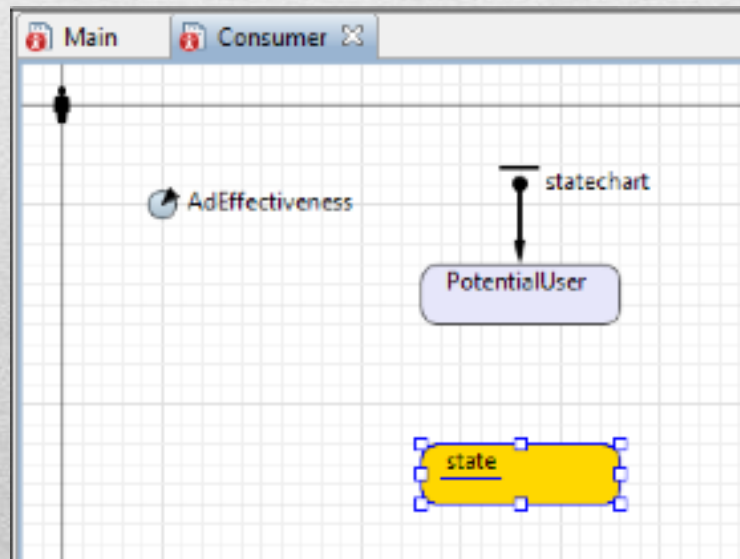 Main
Consumer
statechart
AdEffectiveness
PotentialUser
state